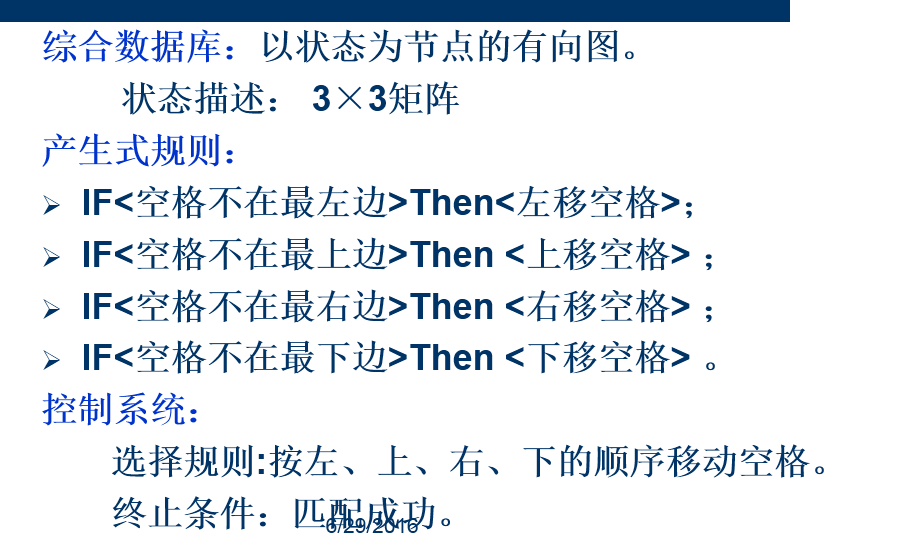 综合数据库：以状态为节点的有向图。
状态描述： 3×3矩阵
产生式规则：
➢ IF<空格不在最左边>Then<左移空格>；
➢ IF<空格不在最上边>Then <上移空格> ；
➢ IF<空格不在最右边>Then <右移空格> ；
➢ IF<空格不在最下边>Then <下移空格> 。
控制系统：
选择规则:按左、上、右、下的顺序移动空格。
终止条件：匹配成功。
6/29/2016